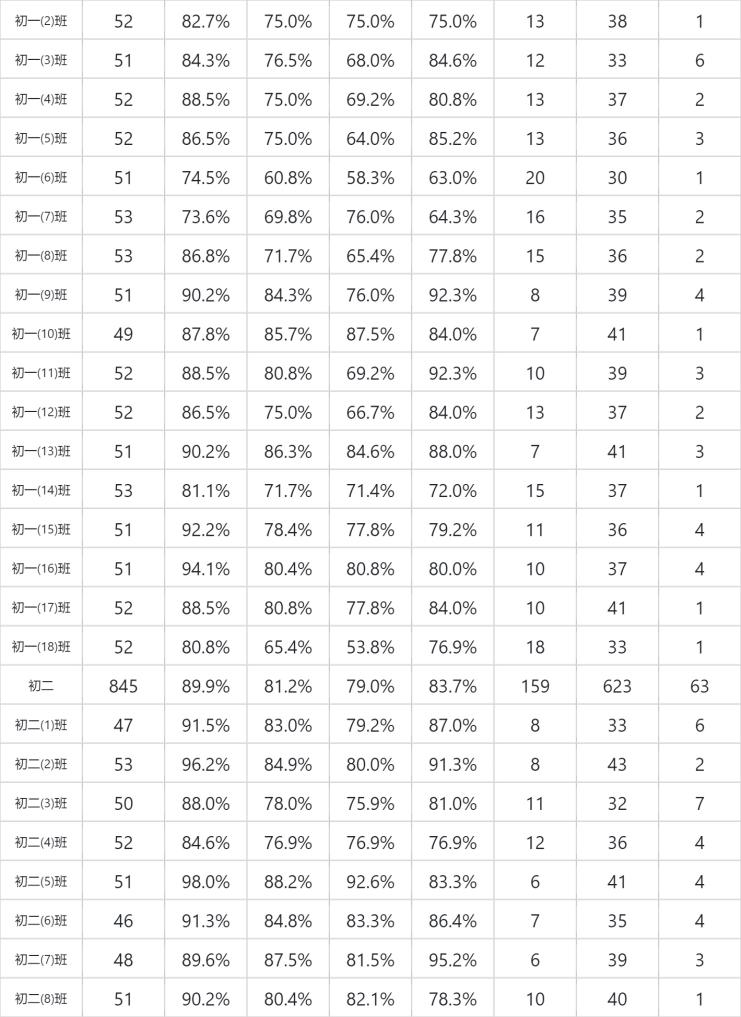 初一(2)班 52 82.7% 75.0% 75.0% 75.0% 13 38 1
初一(3)班 51 84.3% 76.5% 68.0% 84.6% 12 33 6
初一(4)班 52 88.5% 75.0% 69.2% 80.8% 13 37 2
初一(5)班 52 86.5% 75.0% 64.0% 85.2% 13 36 3
初一(6)班 51 74.5% 60.8% 58.3% 63.0% 20 30 1
初一(7)班 53 73.6% 69.8% 76.0% 64.3% 16 35 2
初一(8)班 53 86.8% 71.7% 65.4% 77.8% 15 36 2
初一(9)班 51 90.2% 84.3% 76.0% 92.3% 8 39 4
初一(10)班 49 87.8% 85.7% 87.5% 84.0% 7 41 1
初一(11)班 52 88.5% 80.8% 69.2% 92.3% 10 39 3
初一(12)班 52 86.5% 75.0% 66.7% 84.0% 13 37 2
初一(13)班 51 90.2% 86.3% 84.6% 88.0% 7 41 3
初一(14)班 53 81.1% 71.7% 71.4% 72.0% 15 37 1
初一(15)班 51 92.2% 78.4% 77.8% 79.2% 11 36 4
初一(16)班 51 94.1% 80.4% 80.8% 80.0% 10 37 4
初一(17)班 52 88.5% 80.8% 77.8% 84.0% 10 41 1
初一(18)班 52 80.8% 65.4% 53.8% 76.9% 18 33 1
初二 845 89.9% 81.2% 79.0% 83.7% 159 623 63
初二(1)班 47 91.5% 83.0% 79.2% 87.0% 8 33 6
初二(2)班 53 96.2% 84.9% 80.0% 91.3% 8 43 2
初二(3)班 50 88.0% 78.0% 75.9% 81.0% 11 32 7
初二(4)班 52 84.6% 76.9% 76.9% 76.9% 12 36 4
初二(5)班 51 98.0% 88.2% 92.6% 83.3% 6 41 4
初二(6)班 46 91.3% 84.8% 83.3% 86.4% 7 35 4
初二(7)班 48 89.6% 87.5% 81.5% 95.2% 6 39 3
初二(8)班 51 90.2% 80.4% 82.1% 78.3% 10 40 1